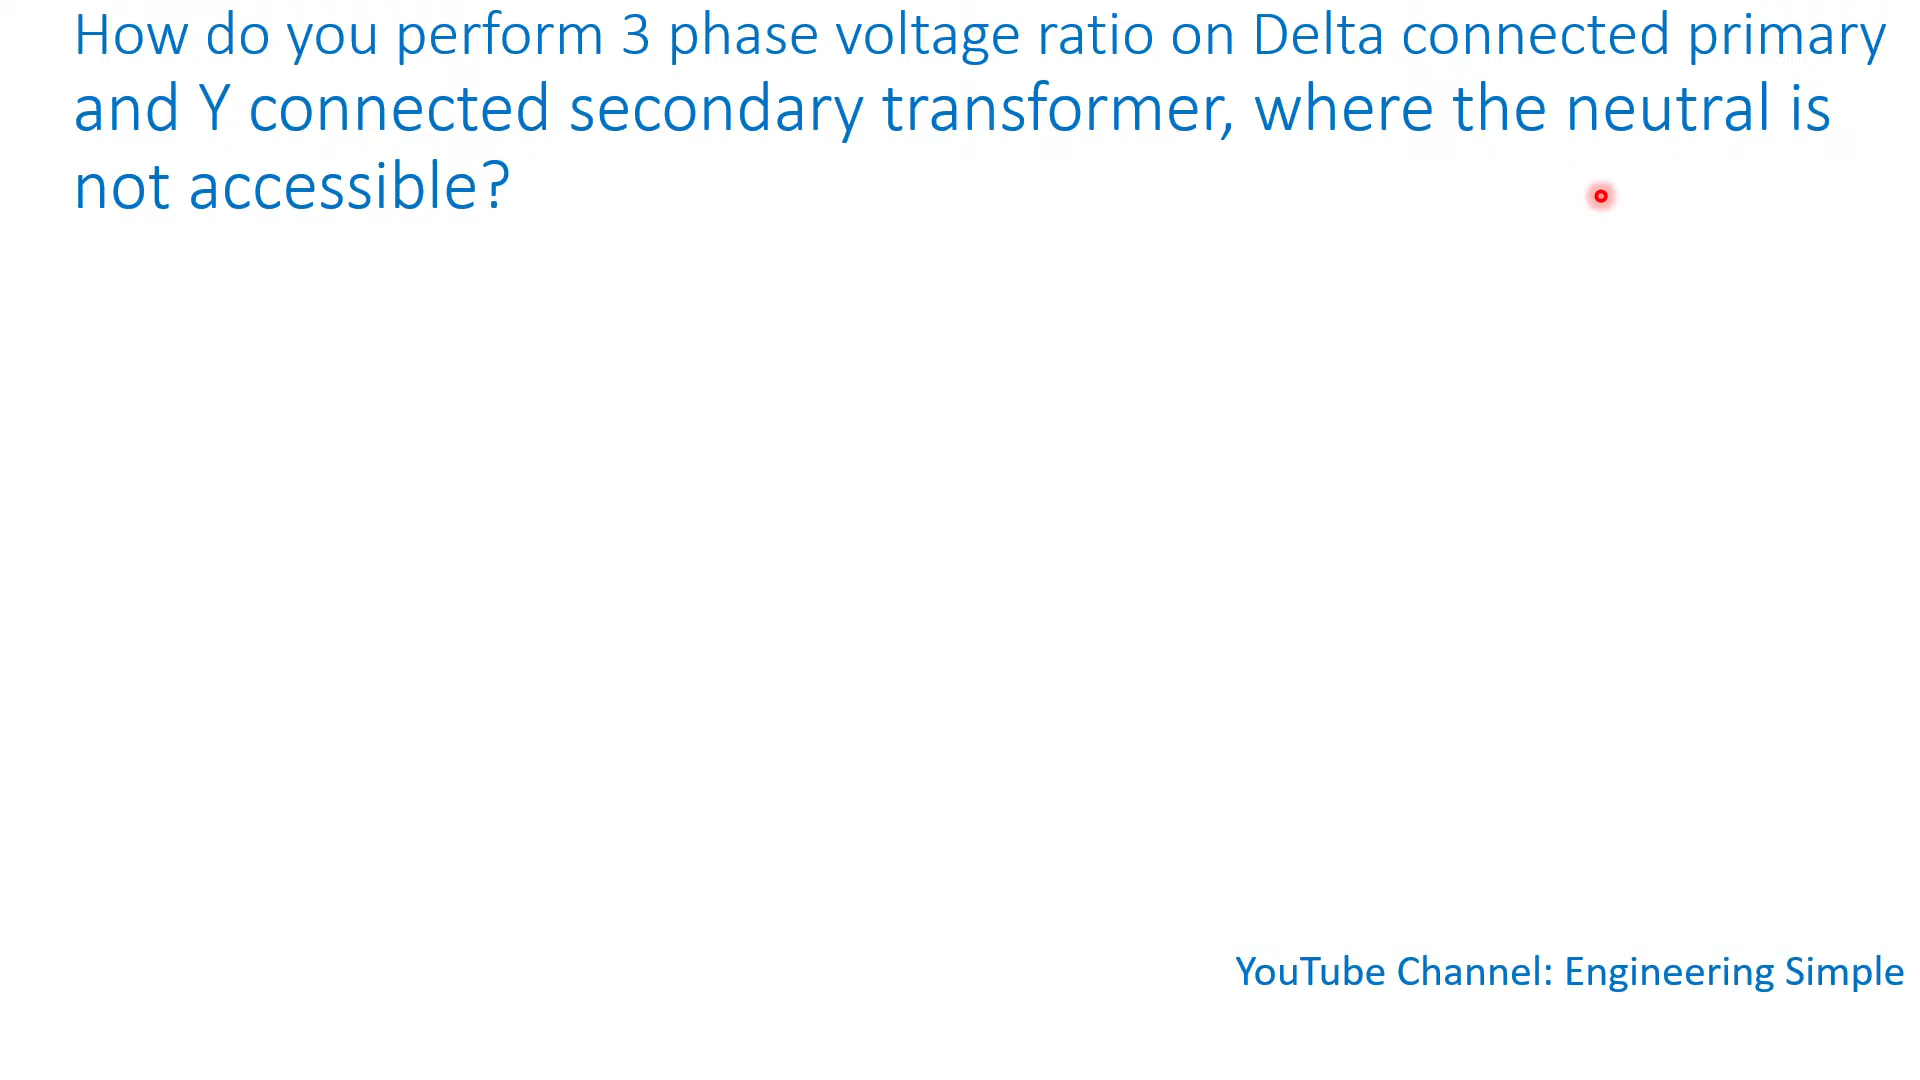 How do you perform 3 phase voltage ratio on Delta connected primary
and Y connected secondary transformer, where the neutral is
not accessible?
YouTube Channel: Engineering Simple